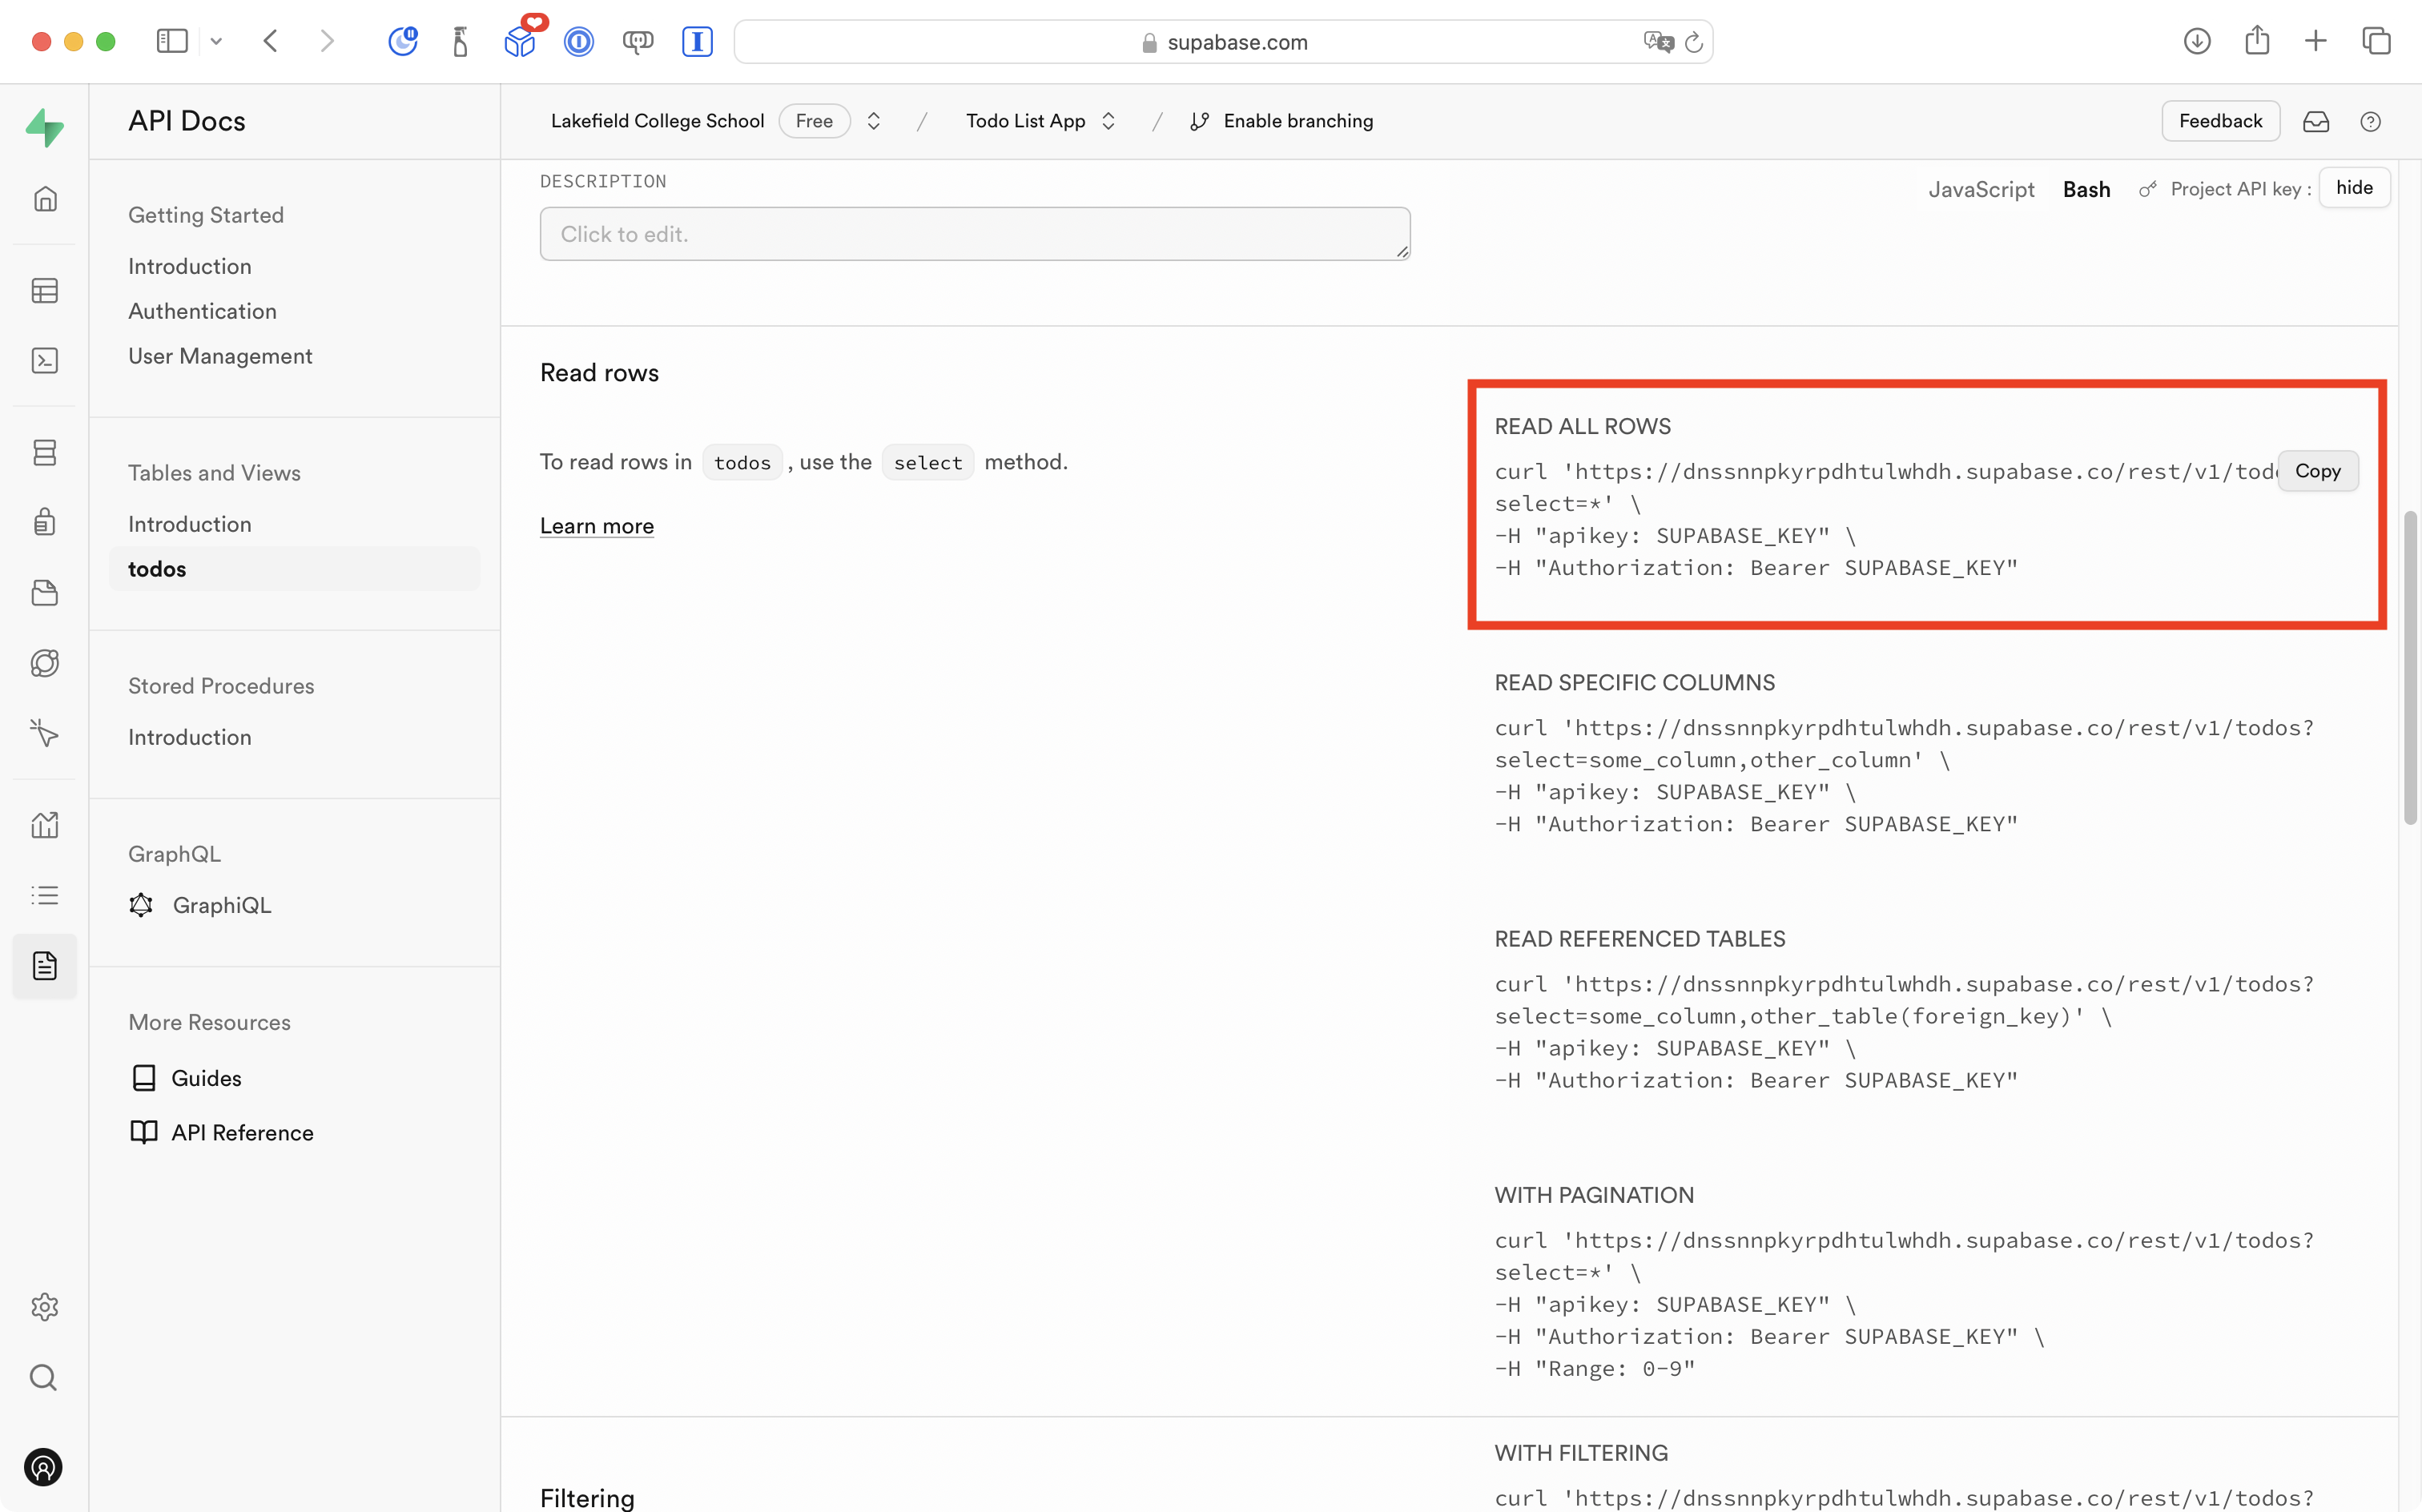 supabase.com
API Docs
Lakefield College School Free / Todo List App / Enable branching
Feedback
Getting Started
Introduction
Authentication
User Management
Tables and Views
Introduction
todos
Stored Procedures
Introduction
GraphQL
GraphiQL
More Resources
Guides
API Reference
DESCRIPTION
Click to edit.
JavaScript Bash Project API key : hide
Read rows
To read rows in todos , use the select method.
Learn more
READ ALL ROWS
curl 'https://dnssnnpkyrpdhtulwhdh.supabase.co/rest/v1/tod
Copy
select=*' \
-H "apikey: SUPABASE_KEY" \
-H "Authorization: Bearer SUPABASE_KEY"
READ SPECIFIC COLUMNS
curl 'https://dnssnnpkyrpdhtulwhdh.supabase.co/rest/v1/todos?
select=some_column,other_column' \
-H "apikey: SUPABASE_KEY" \
-H "Authorization: Bearer SUPABASE_KEY"
READ REFERENCED TABLES
curl 'https://dnssnnpkyrpdhtulwhdh.supabase.co/rest/v1/todos?
select=some_column,other_table(foreign_key)' \
-H "apikey: SUPABASE_KEY" \
-H "Authorization: Bearer SUPABASE_KEY"
WITH PAGINATION
curl 'https://dnssnnpkyrpdhtulwhdh.supabase.co/rest/v1/todos?
select=*' \
-H "apikey: SUPABASE_KEY" \
-H "Authorization: Bearer SUPABASE_KEY" \
-H "Range: 0-9"
Filtering
WITH FILTERING
curl 'https://dnssnnpkyrpdhtulwhdh.supabase.co/rest/v1/todos?